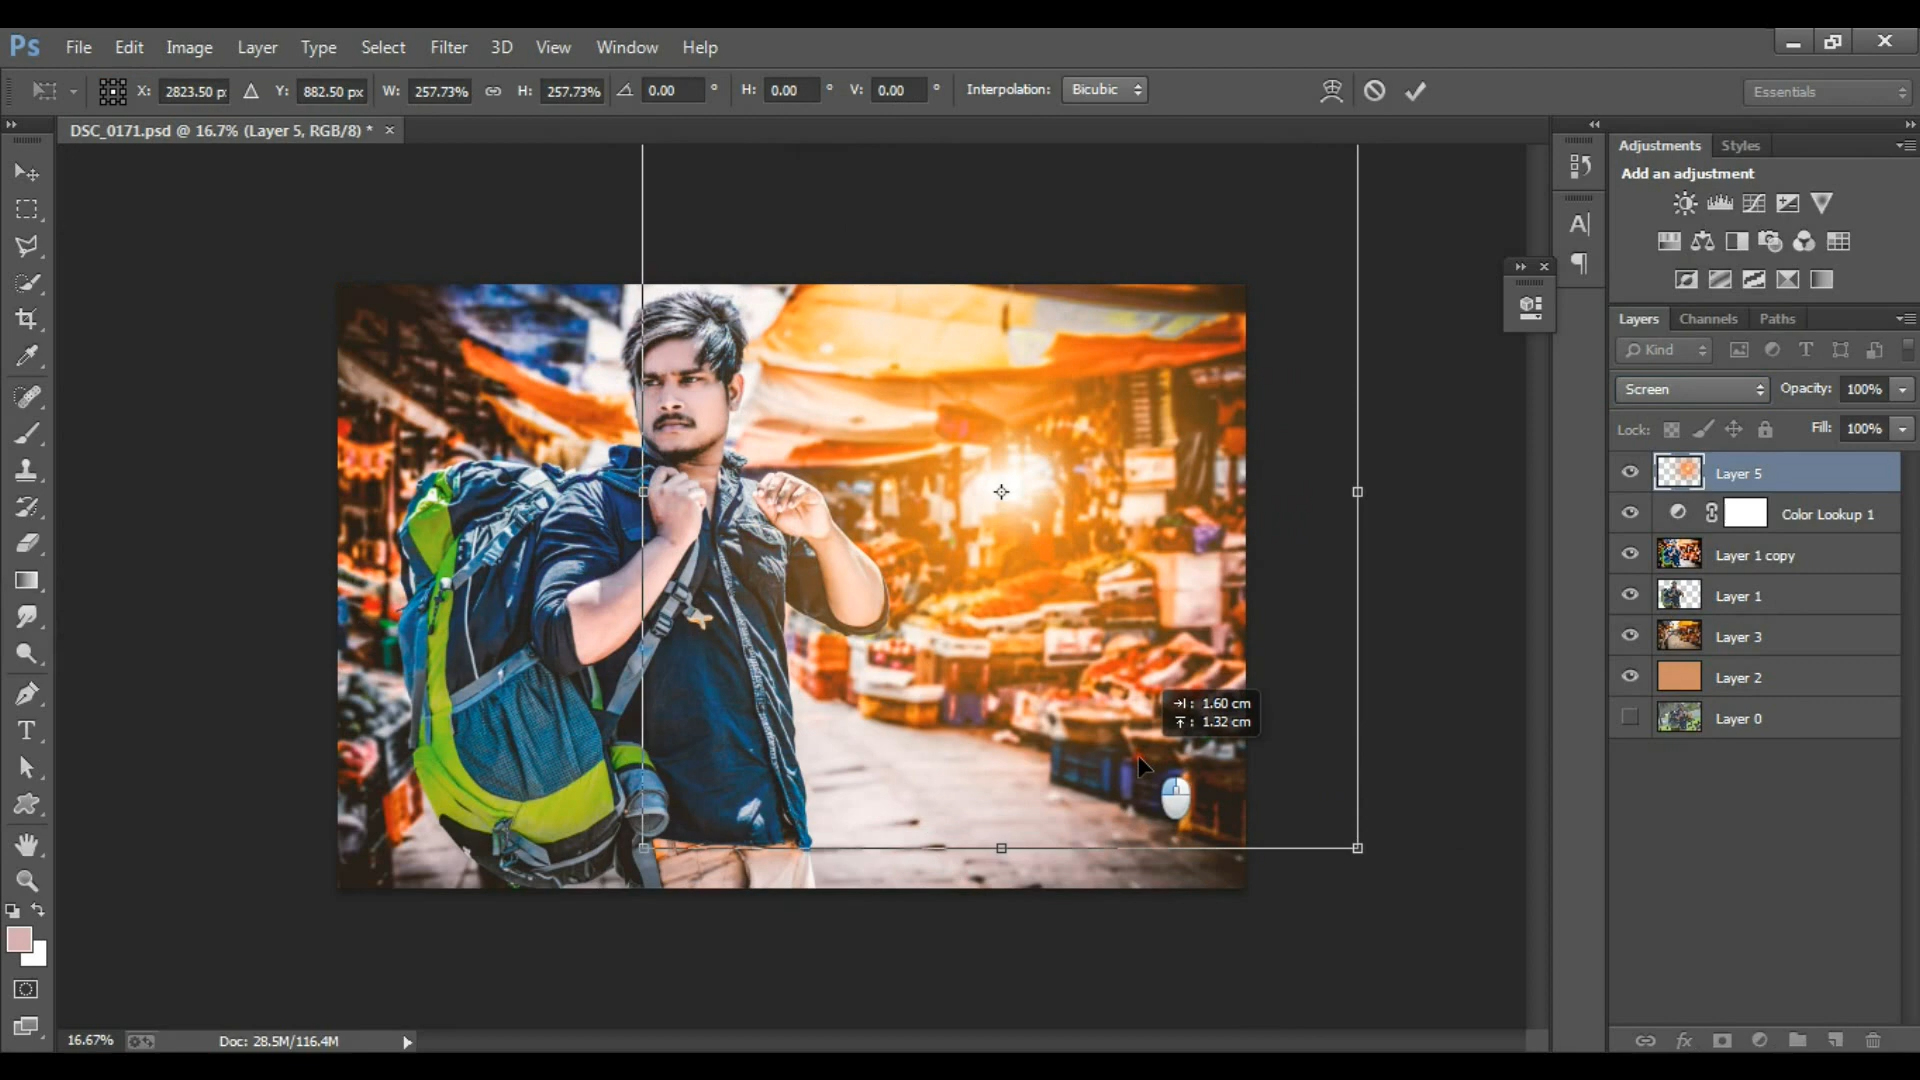 Ps File Edit Image Layer Type Select Filter 3D View Window Help
X: 2823.50 p Y: 882.50 px W: 257.73% H: 257.73% 0.00 ° H: 0.00 ° V: 0.00 ° Interpolation: Bicubic Essentials
DSC_0171.psd @ 16.7% (Layer 5, RGB/8) * ×
Adjustments Styles
Add an adjustment
Layers Channels Paths
Kind
Screen Opacity: 100%
Lock: Fill: 100%
Layer 5
Color Lookup 1
Layer 1 copy
Layer 1
Layer 3
Layer 2
Layer 0
→I : 1.60 cm
: 1.32 cm
16.67% Doc: 28.5M/116.4M